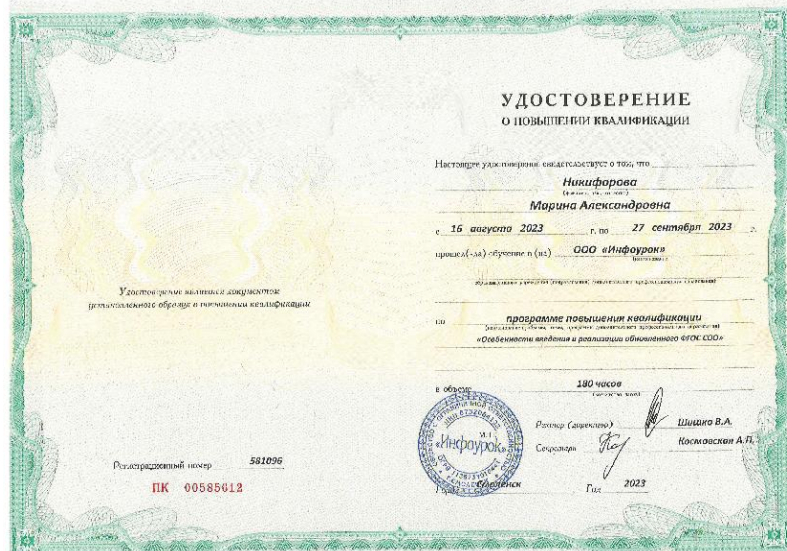 Удостоверение является документом
установленного образца о повышении квалификации
Регистрационный номер 581096
ПК 00585612
УДОСТОВЕРЕНИЕ
О ПОВЫШЕНИИ КВАЛИФИКАЦИИ
Настоящее удостоверение свидетельствует о том, что
Никифорова
Марина Александровна
с 16 августа 2023 г. по 27 сентября 2023 г.
прошел(-ла) обучение в (на) ООО «Инфоурок»
по программе повышения квалификации
«Особенности введения и реализации обновленного ФГОС СОО»
в объеме 180 часов
М.П.
«Инфоурок»
Ректор (директор) Шишко В.А.
Секретарь Космовская А.П.
Город Смоленск Год 2023